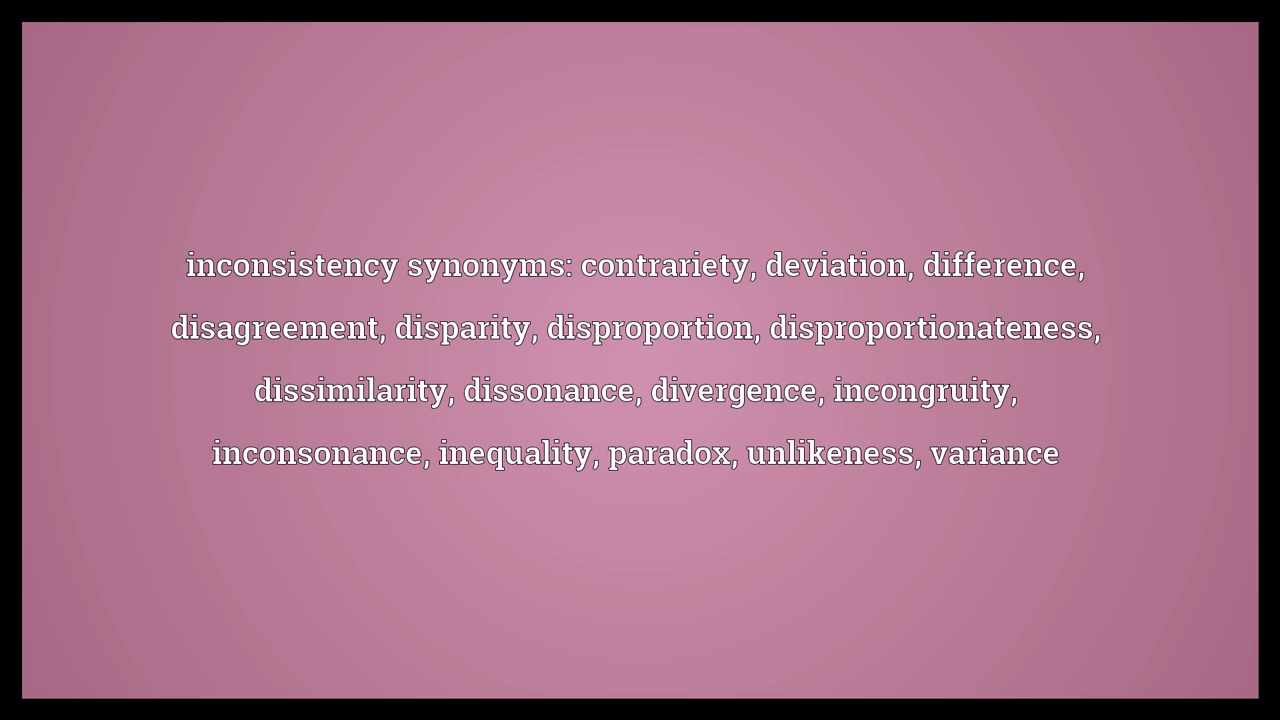 inconsistency synonyms: contrariety, deviation, difference,
disagreement, disparity, disproportion, disproportionateness,
dissimilarity, dissonance, divergence, incongruity,
inconsonance, inequality, paradox, unlikeness, variance